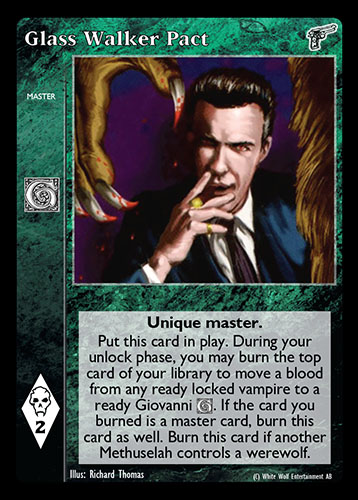 Glass Walker Pact
MASTER
Unique master.
Put this card in play. During your
unlock phase, you may burn the top
card of your library to move a blood
from any ready locked vampire to a
ready Giovanni. If the card you
burned is a master card, burn this
card as well. Burn this card if another
Methuselah controls a werewolf.
2
Illus: Richard Thomas
(C) White Wolf Entertainment AB